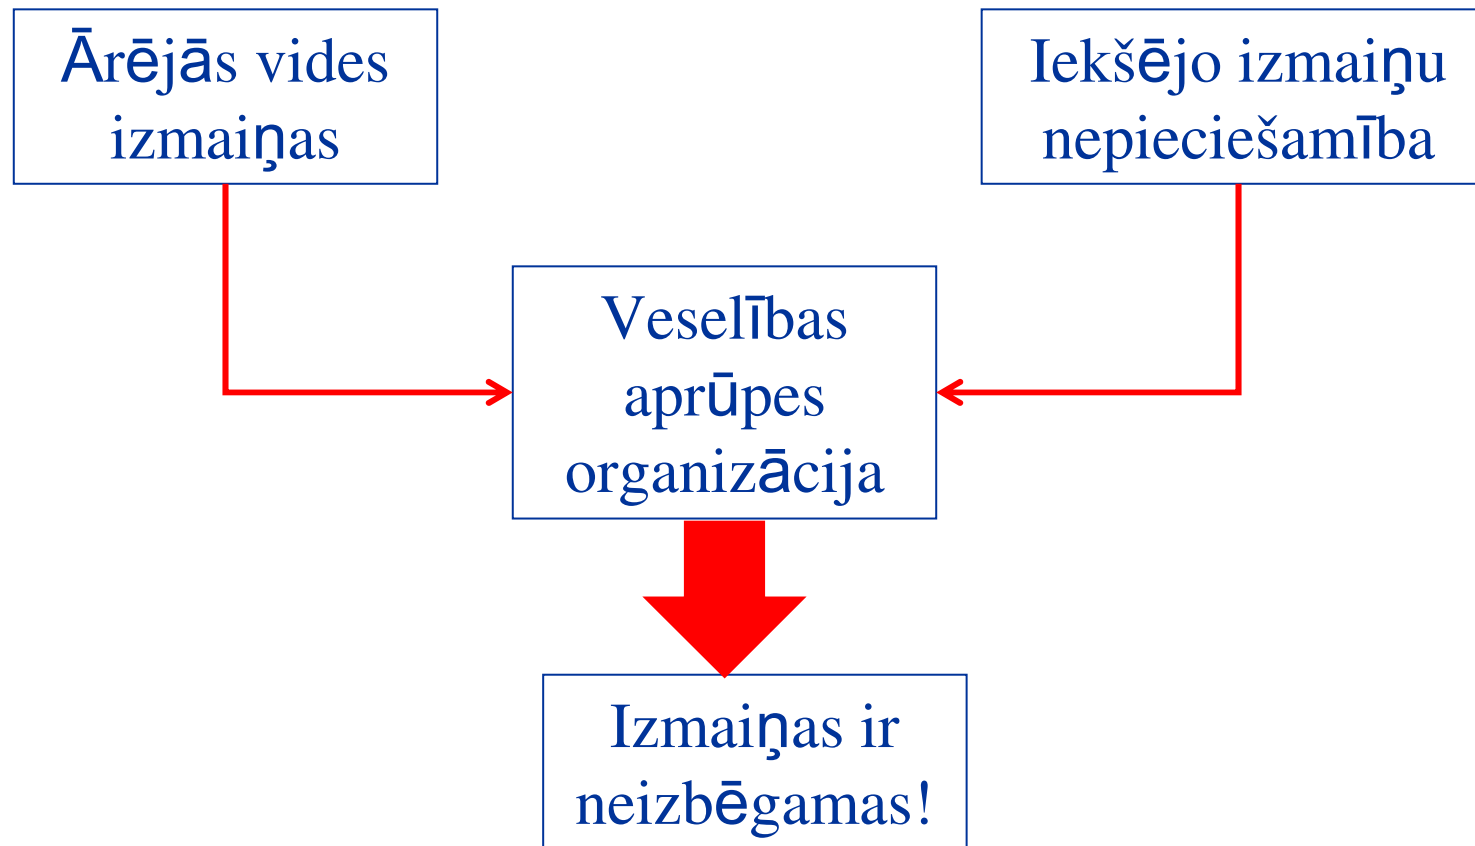 Ārējās vides
izmaiņas
Iekšējo izmaiņu
nepieciešamība
Veselības
aprūpes
organizācija
Izmaiņas ir
neizbēgamas!